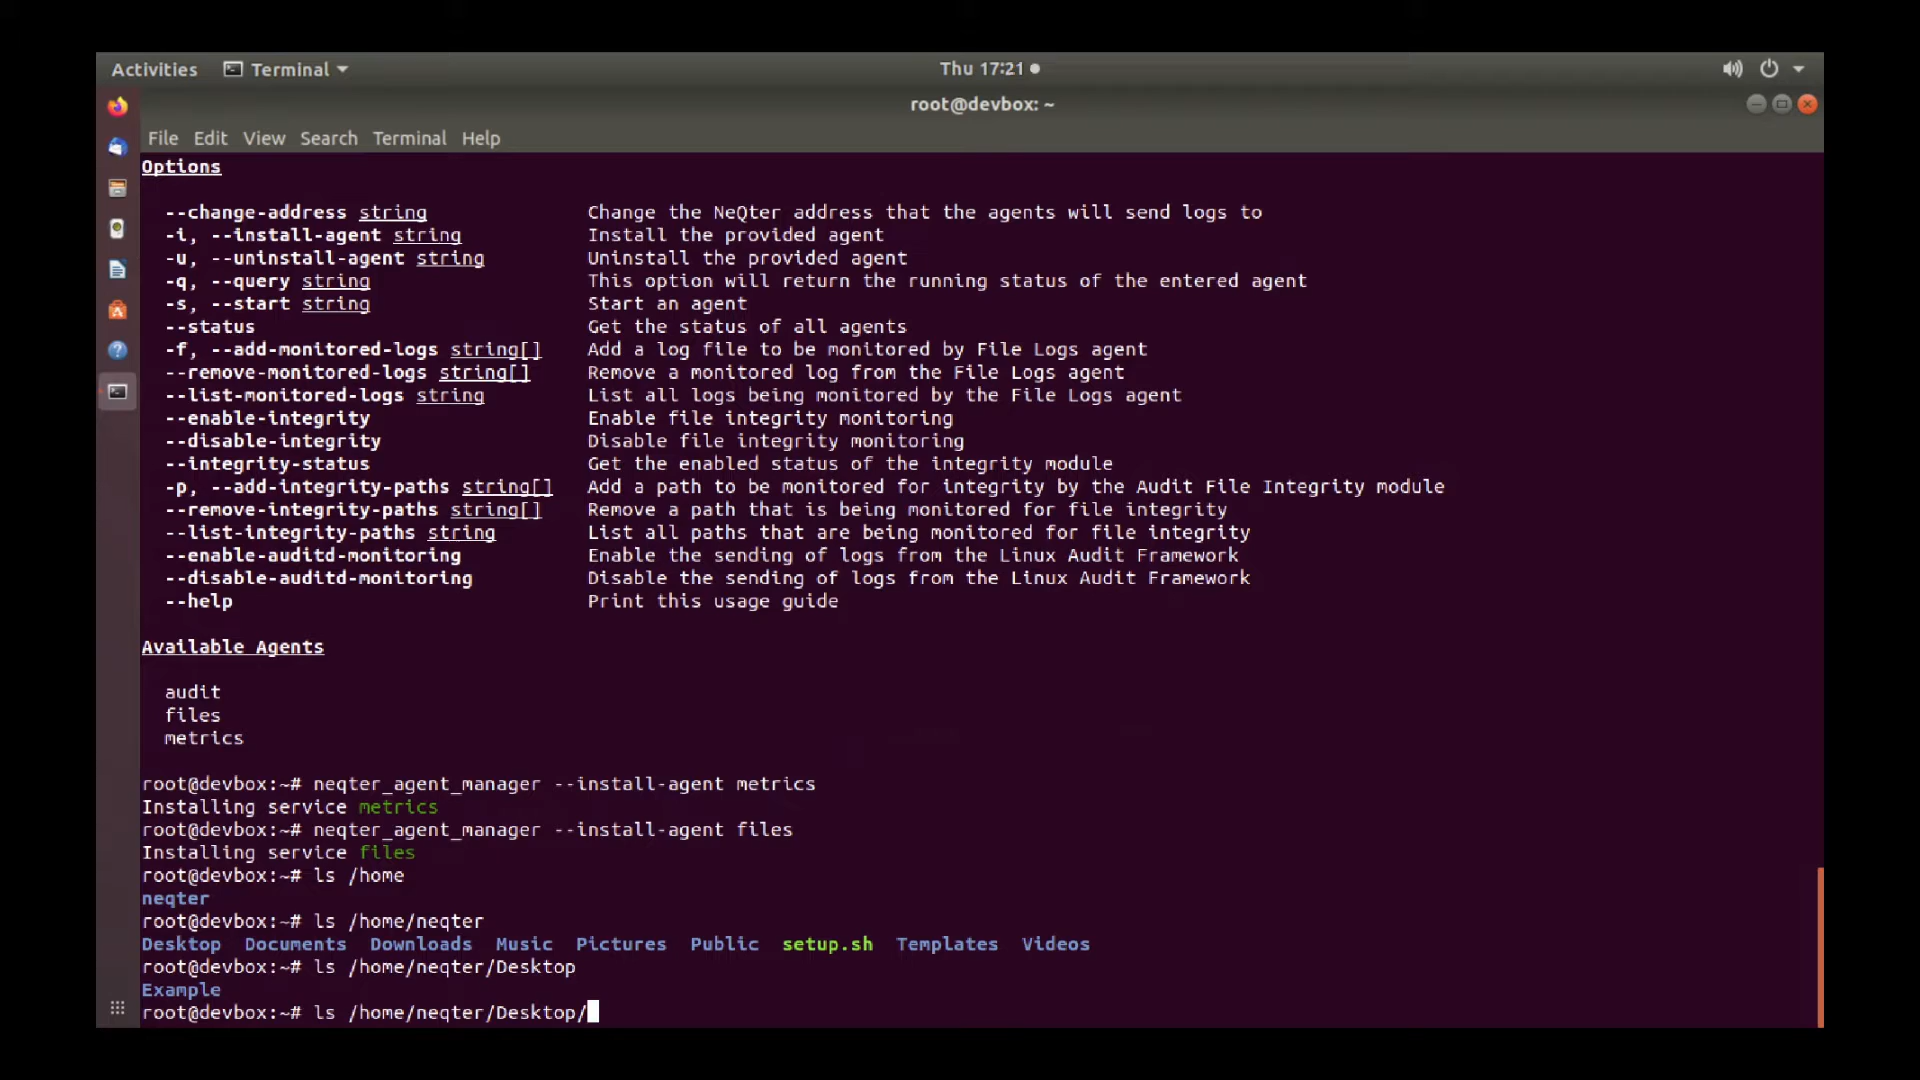 Activities Terminal Thu 17:21
root@devbox: ~
File Edit View Search Terminal Help
Options
--change-address string Change the NeQter address that the agents will send logs to
-i, --install-agent string Install the provided agent
-u, --uninstall-agent string Uninstall the provided agent
-q, --query string This option will return the running status of the entered agent
-s, --start string Start an agent
--status Get the status of all agents
-f, --add-monitored-logs string[] Add a log file to be monitored by File Logs agent
--remove-monitored-logs string[] Remove a monitored log from the File Logs agent
--list-monitored-logs string List all logs being monitored by the File Logs agent
--enable-integrity Enable file integrity monitoring
--disable-integrity Disable file integrity monitoring
--integrity-status Get the enabled status of the integrity module
-p, --add-integrity-paths string[] Add a path to be monitored for integrity by the Audit File Integrity module
--remove-integrity-paths string[] Remove a path that is being monitored for file integrity
--list-integrity-paths string List all paths that are being monitored for file integrity
--enable-auditd-monitoring Enable the sending of logs from the Linux Audit Framework
--disable-auditd-monitoring Disable the sending of logs from the Linux Audit Framework
--help Print this usage guide
Available Agents
audit
files
metrics
root@devbox:~# neqter_agent_manager --install-agent metrics
Installing service metrics
root@devbox:~# neqter_agent_manager --install-agent files
Installing service files
root@devbox:~# ls /home
neqter
root@devbox:~# ls /home/neqter
Desktop Documents Downloads Music Pictures Public setup.sh Templates Videos
root@devbox:~# ls /home/neqter/Desktop
Example
root@devbox:~# ls /home/neqter/Desktop/